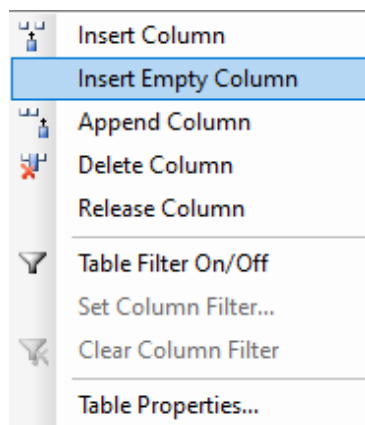 Insert Column
Insert Empty Column
Append Column
Delete Column
Release Column
Table Filter On/Off
Set Column Filter...
Clear Column Filter
Table Properties...